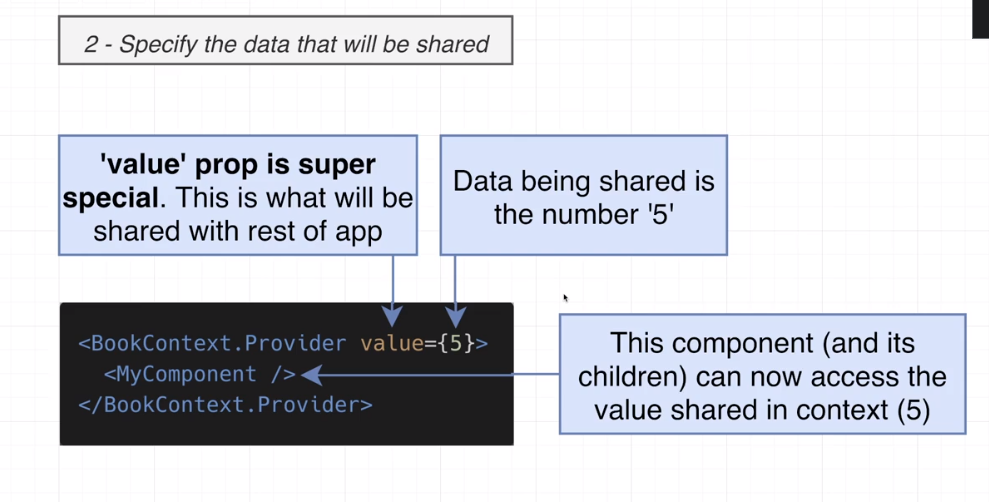 2 - Specify the data that will be shared
'value' prop is super
special. This is what will be
shared with rest of app
Data being shared is
the number '5'
<BookContext.Provider value={5}>
<MyComponent />
</BookContext.Provider>
This component (and its
children) can now access the
value shared in context (5)